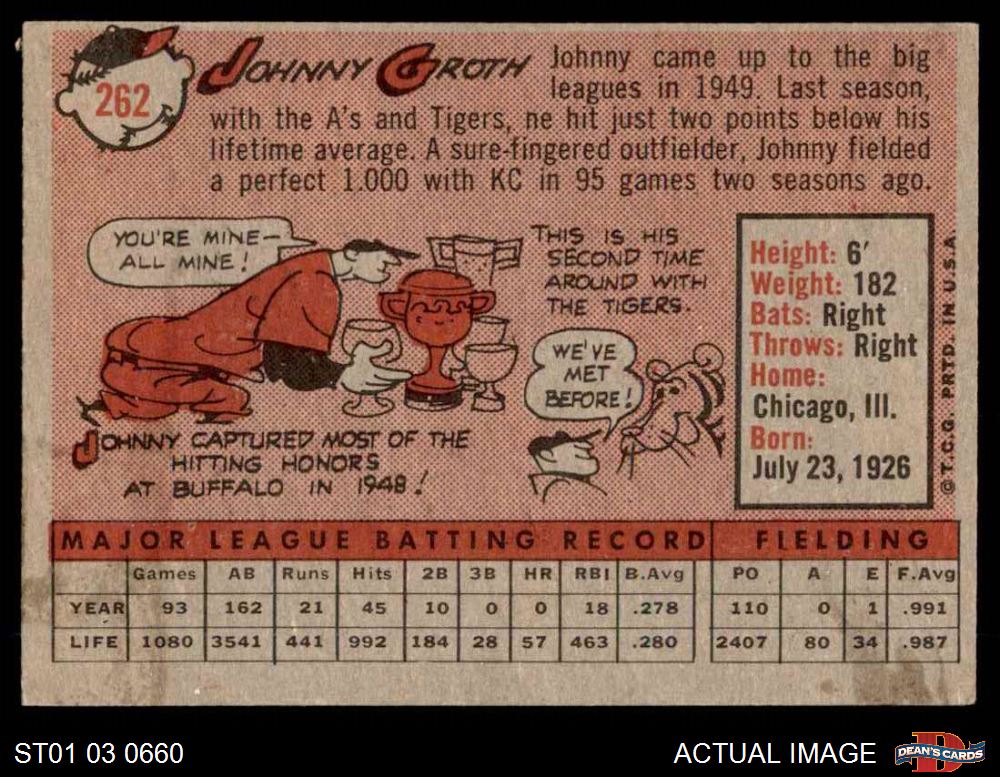 262
JOHNNY GROTH
Johnny came up to the big
leagues in 1949. Last season,
with the A's and Tigers, ne hit just two points below his
lifetime average. A sure-fingered outfielder, Johnny fielded
a perfect 1.000 with KC in 95 games two seasons ago.
YOU'RE MINE—
ALL MINE!
JOHNNY CAPTURED MOST OF THE
HITTING HONORS
AT BUFFALO IN 1948!
THIS IS HIS
SECOND TIME
AROUND WITH
THE TIGERS.
WE'VE
MET
BEFORE!
Height: 6'
Weight: 182
Bats: Right
Throws: Right
Home:
Chicago, Ill.
Born:
July 23, 1926
©T.C.G. PRTD. IN U.S.A.
MAJOR LEAGUE BATTING RECORD FIELDING
Games AB Runs Hits 2B 3B HR RBI B.Avg PO A E F.Avg
YEAR 93 162 21 45 10 0 0 18 .278 110 0 1 .991
LIFE 1080 3541 441 992 184 28 57 463 .280 2407 80 34 .987
ST01 03 0660
ACTUAL IMAGE
D
DEAN'S CARDS